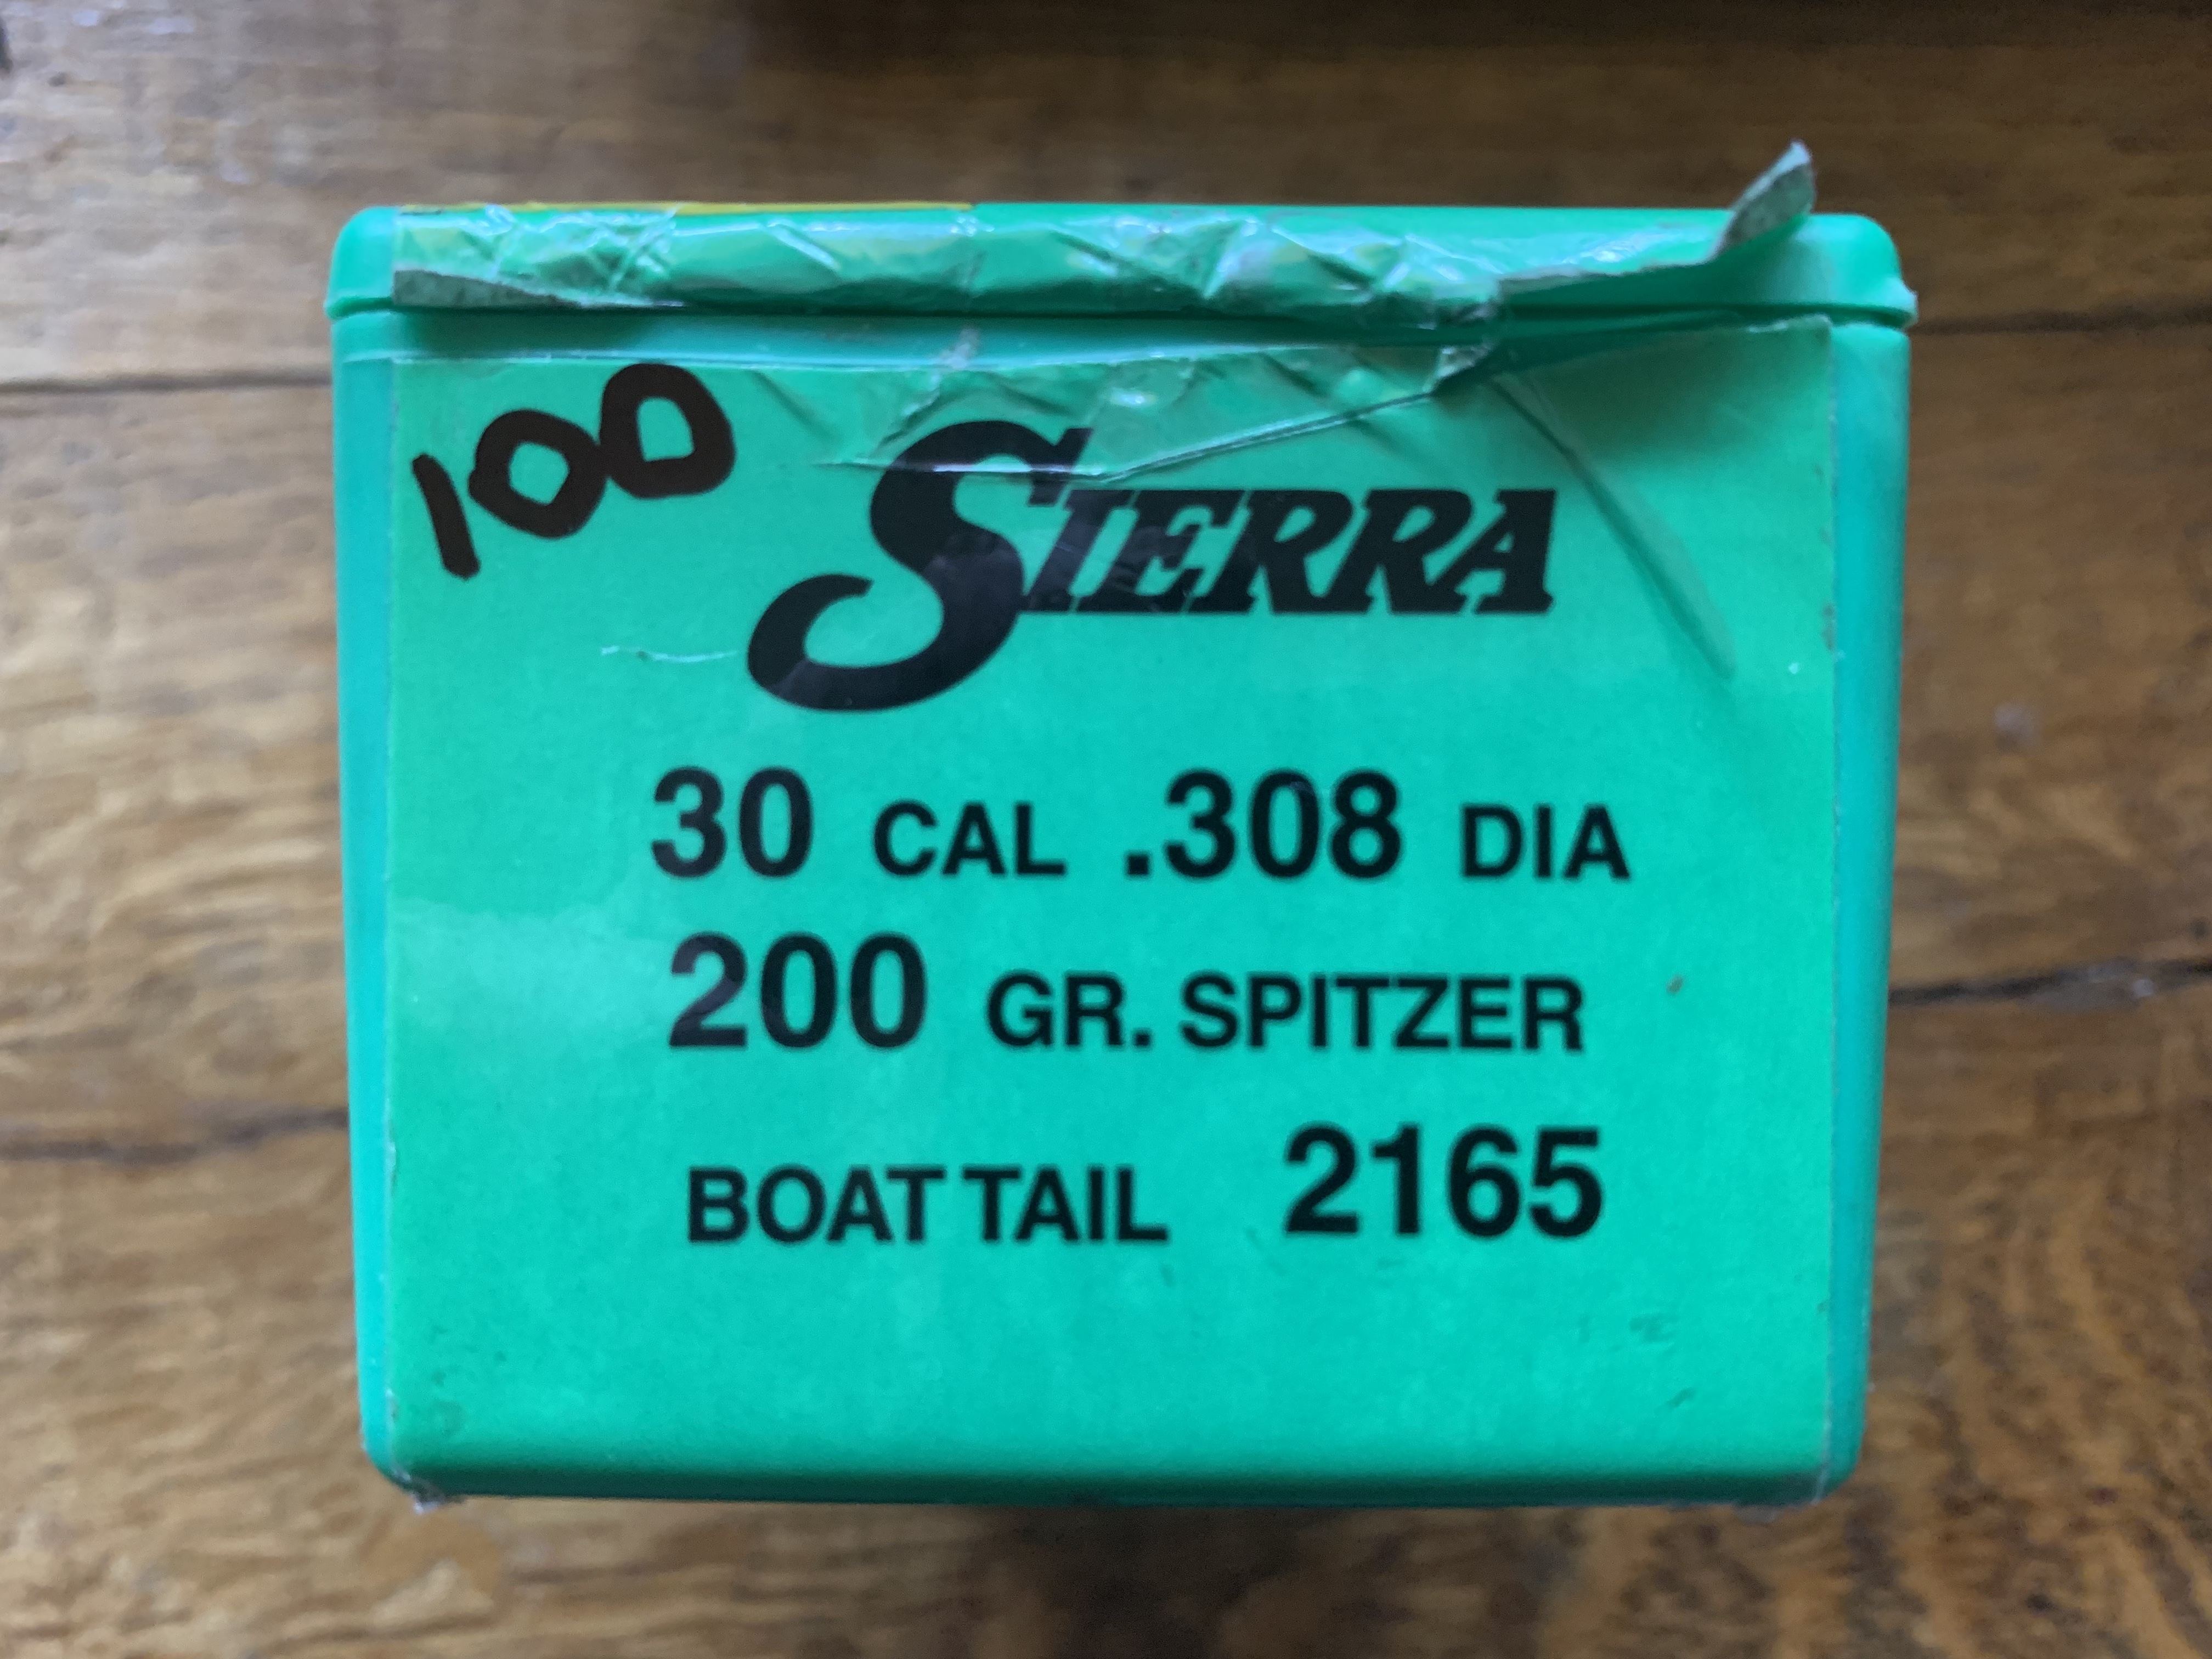 100
SIERRA
30 CAL .308 DIA
200 GR. SPITZER
BOAT TAIL 2165